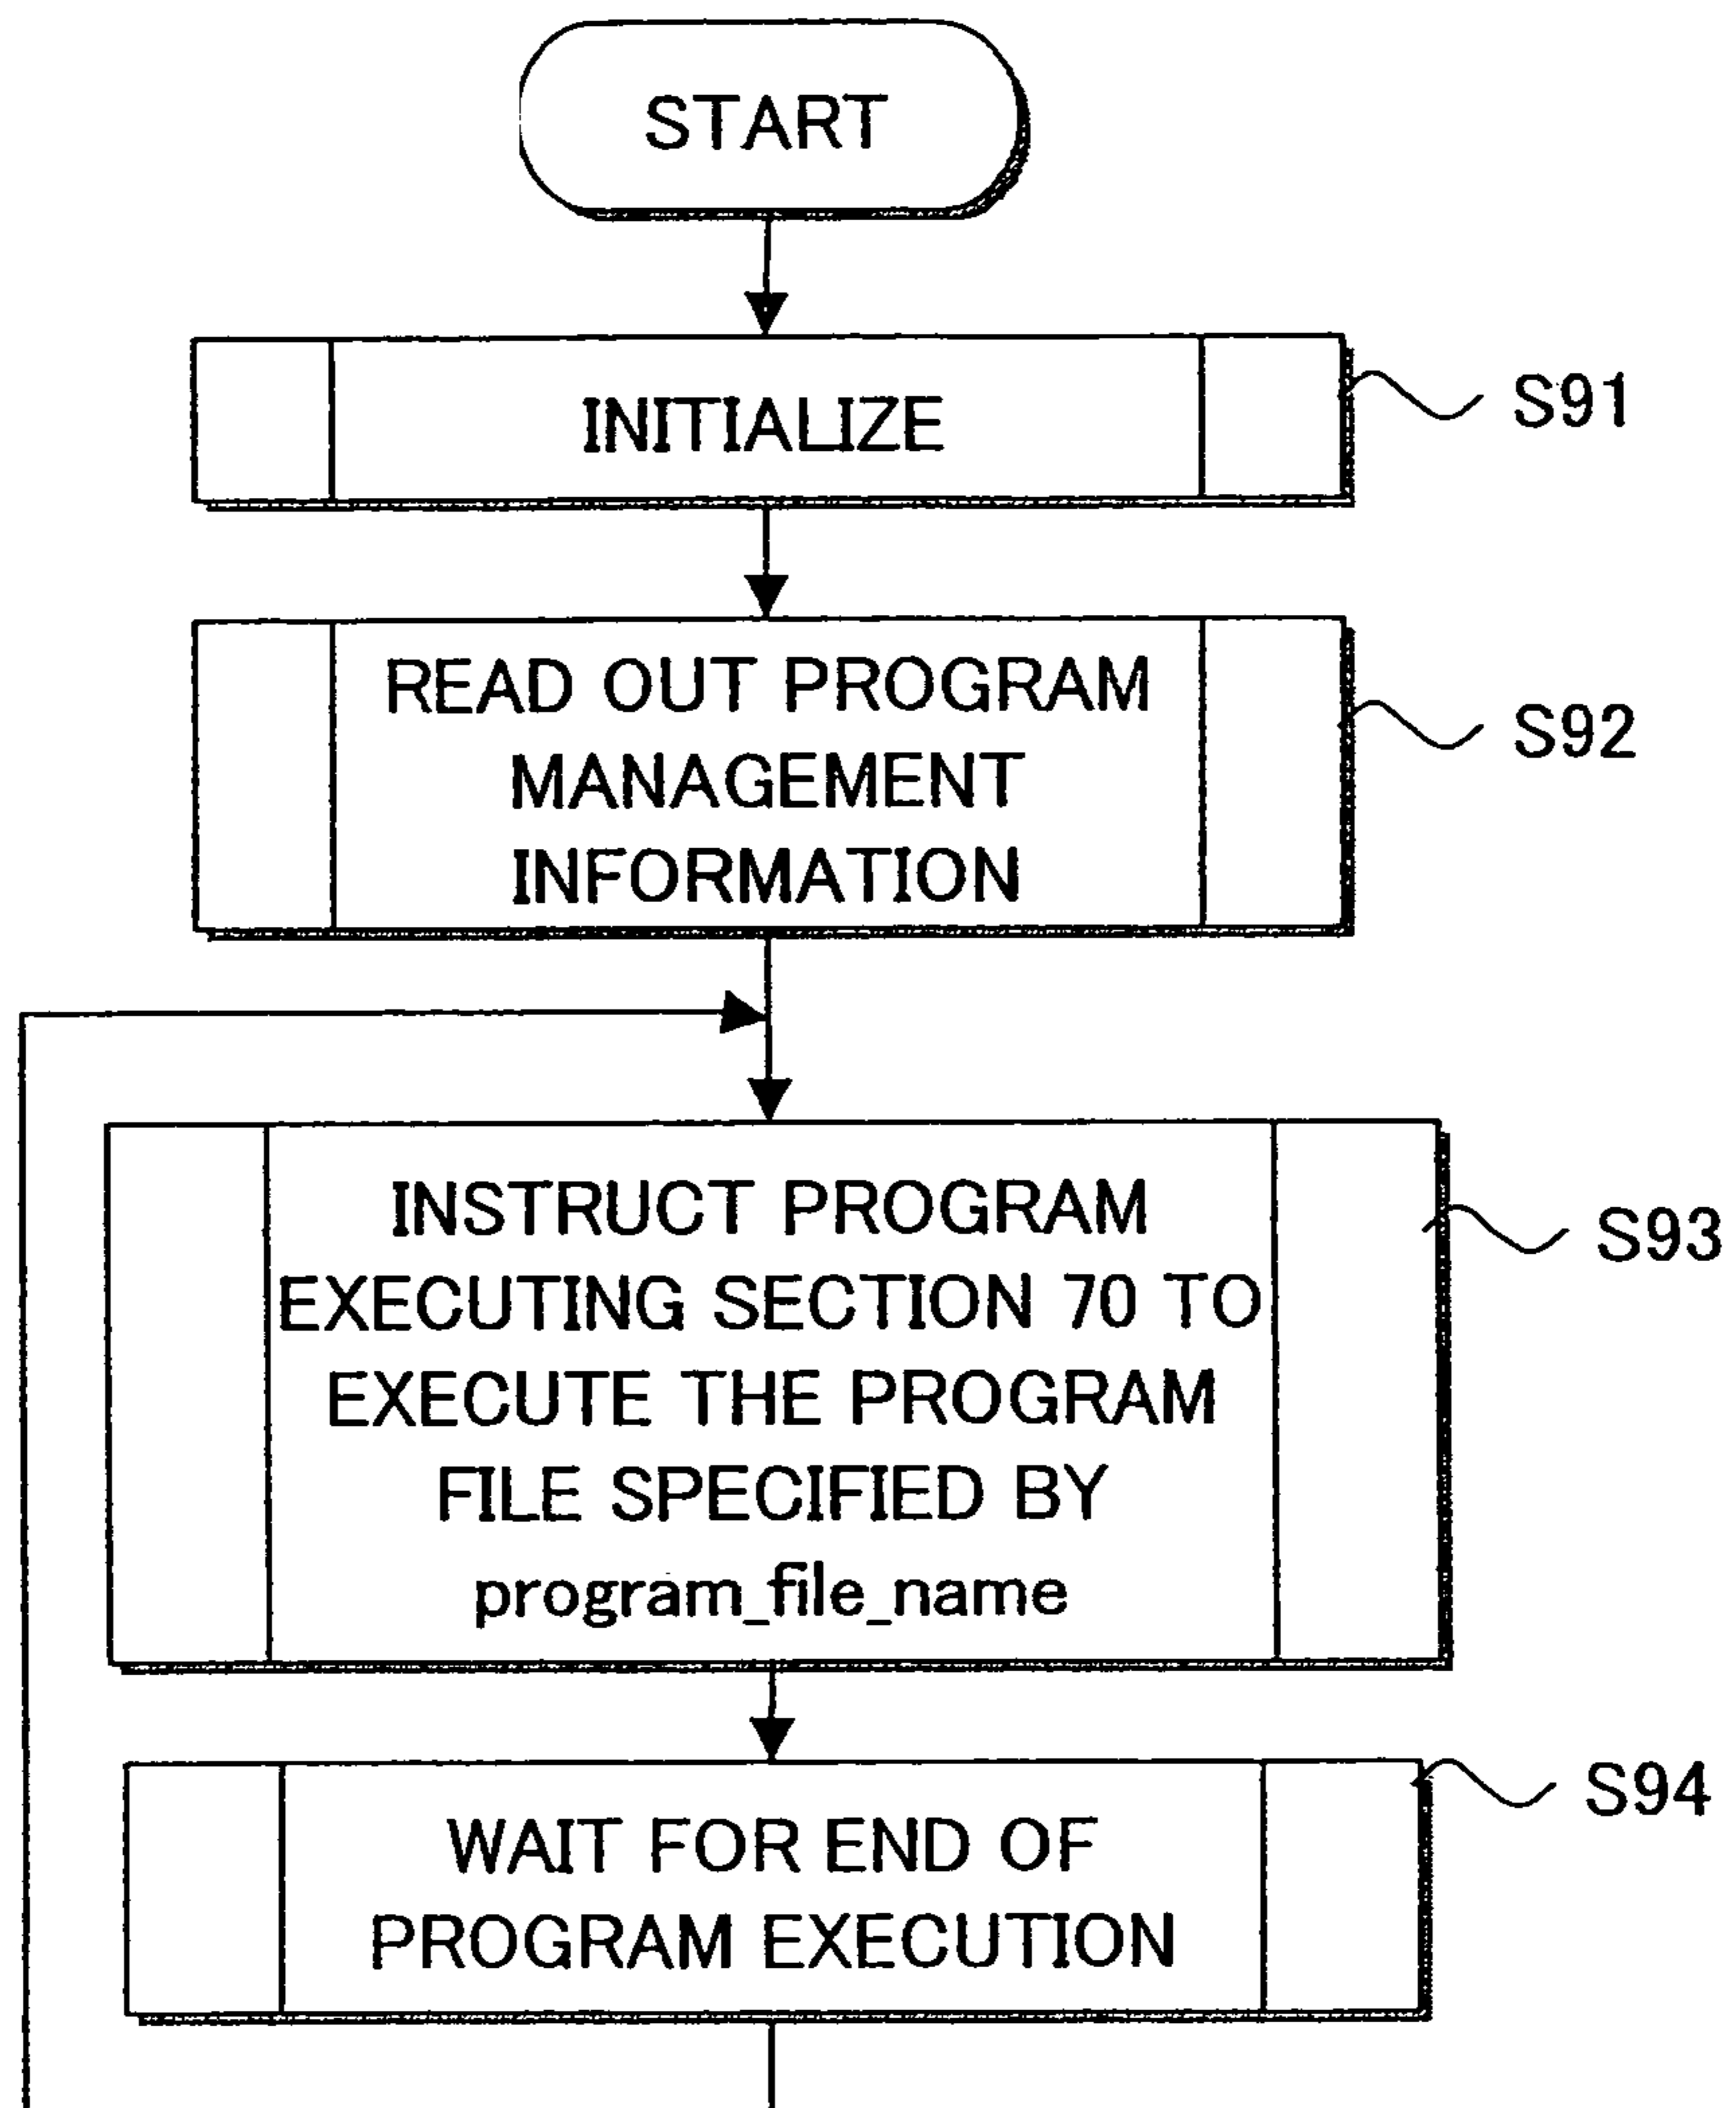 START
INITIALIZE
S91
READ OUT PROGRAM
MANAGEMENT
INFORMATION
S92
INSTRUCT PROGRAM
EXECUTING SECTION 70 TO
EXECUTE THE PROGRAM
FILE SPECIFIED BY
program_file_name
S93
WAIT FOR END OF
PROGRAM EXECUTION
S94